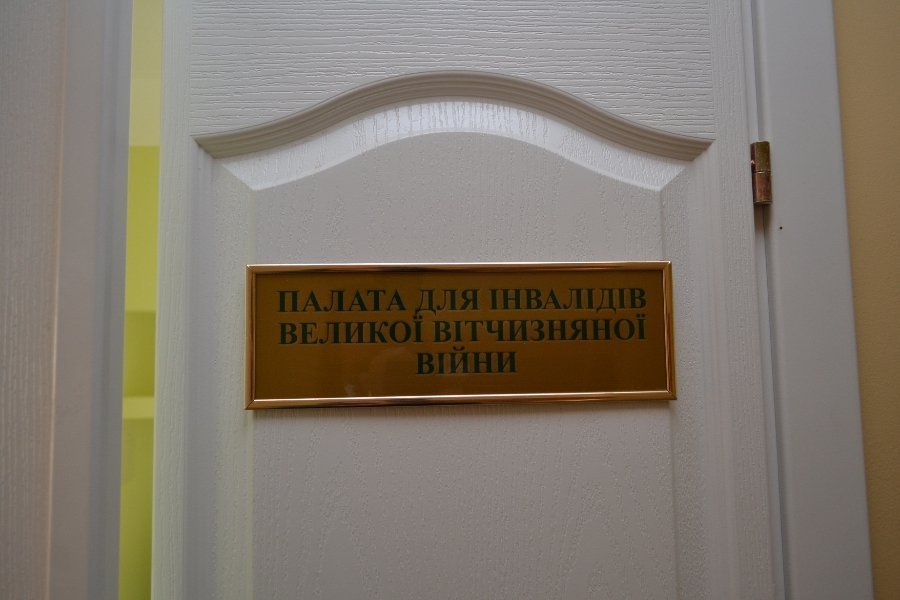 ПАЛАТА ДЛЯ ІНВАЛІДІВ
ВЕЛИКОЇ ВІТЧИЗНЯНОЇ
ВІЙНИ